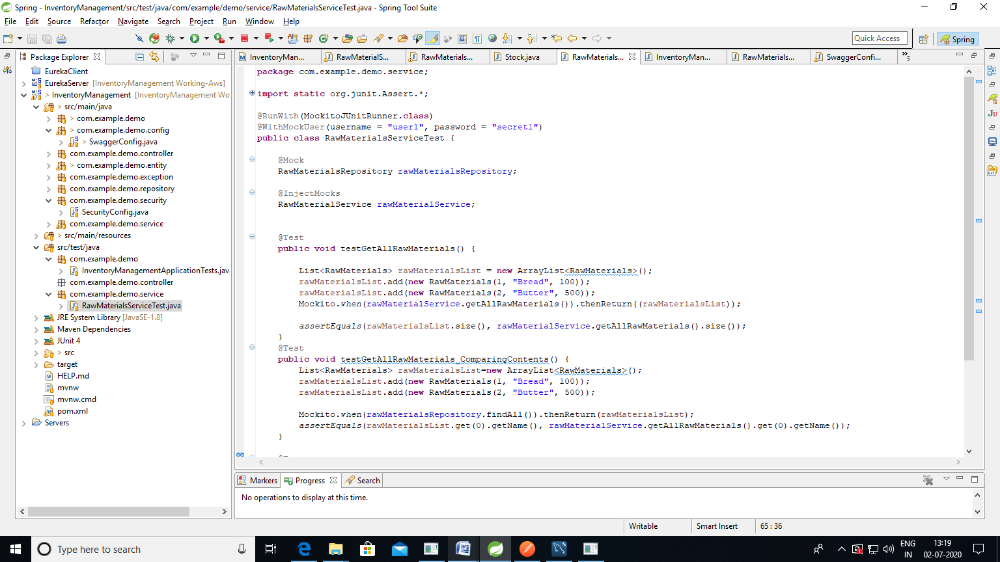 Spring - InventoryManagement/src/test/java/com/example/demo/service/RawMaterialsServiceTest.java - Spring Tool Suite
File Edit Source Refactor Navigate Search Project Run Window Help
Quick Access
Spring
Package Explorer
InventoryMan...
RawMaterialS...
RawMaterials...
Stock.java
RawMaterials...
InventoryMan...
RawMaterials...
SwaggerConfi...
»5
EurekaClient
EurekaServer [InventoryManagement Working-Aws]
> InventoryManagement [InventoryManagement Wo
> src/main/java
> com.example.demo
> com.example.demo.config
> SwaggerConfig.java
com.example.demo.controller
> com.example.demo.entity
com.example.demo.exception
com.example.demo.repository
com.example.demo.security
SecurityConfig.java
> com.example.demo.service
> src/main/resources
src/test/java
com.example.demo
InventoryManagementApplicationTests.jav
com.example.demo.controller
com.example.demo.service
RawMaterialsServiceTest.java
JRE System Library [JavaSE-1.8]
Maven Dependencies
JUnit 4
> src
target
HELP.md
mvnw
mvnw.cmd
pom.xml
Servers
package com.example.demo.service;
import static org.junit.Assert.*;
@RunWith(MockitoJUnitRunner.class)
@WithMockUser(username = "user1", password = "secret1")
public class RawMaterialsServiceTest {
@Mock
RawMaterialsRepository rawMaterialsRepository;
@InjectMocks
RawMaterialService rawMaterialService;
@Test
public void testGetAllRawMaterials() {
List<RawMaterials> rawMaterialsList = new ArrayList<RawMaterials>();
rawMaterialsList.add(new RawMaterials(1, "Bread", 100));
rawMaterialsList.add(new RawMaterials(2, "Butter", 500));
Mockito.when(rawMaterialService.getAllRawMaterials()).thenReturn((rawMaterialsList));
assertEquals(rawMaterialsList.size(), rawMaterialService.getAllRawMaterials().size());
}
@Test
public void testGetAllRawMaterials_ComparingContents() {
List<RawMaterials> rawMaterialsList=new ArrayList<RawMaterials>();
rawMaterialsList.add(new RawMaterials(1, "Bread", 100));
rawMaterialsList.add(new RawMaterials(2, "Butter", 500));
Mockito.when(rawMaterialsRepository.findAll()).thenReturn(rawMaterialsList);
assertEquals(rawMaterialsList.get(0).getName(), rawMaterialService.getAllRawMaterials().get(0).getName());
}
Markers
Progress
Search
No operations to display at this time.
Writable
Smart Insert
65 : 36
Type here to search
ENG
IN
13:19
02-07-2020